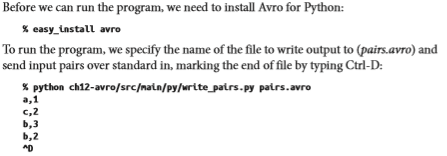 Before we can run the program, we need to install Avro for Python:
% easy_install avro
To run the program, we specify the name of the file to write output to (pairs.avro) and
send input pairs over standard in, marking the end of file by typing Ctrl-D:
% python ch12-avro/src/main/py/write_pairs.py pairs.avro
a,1
c,2
b,3
b,2
^D